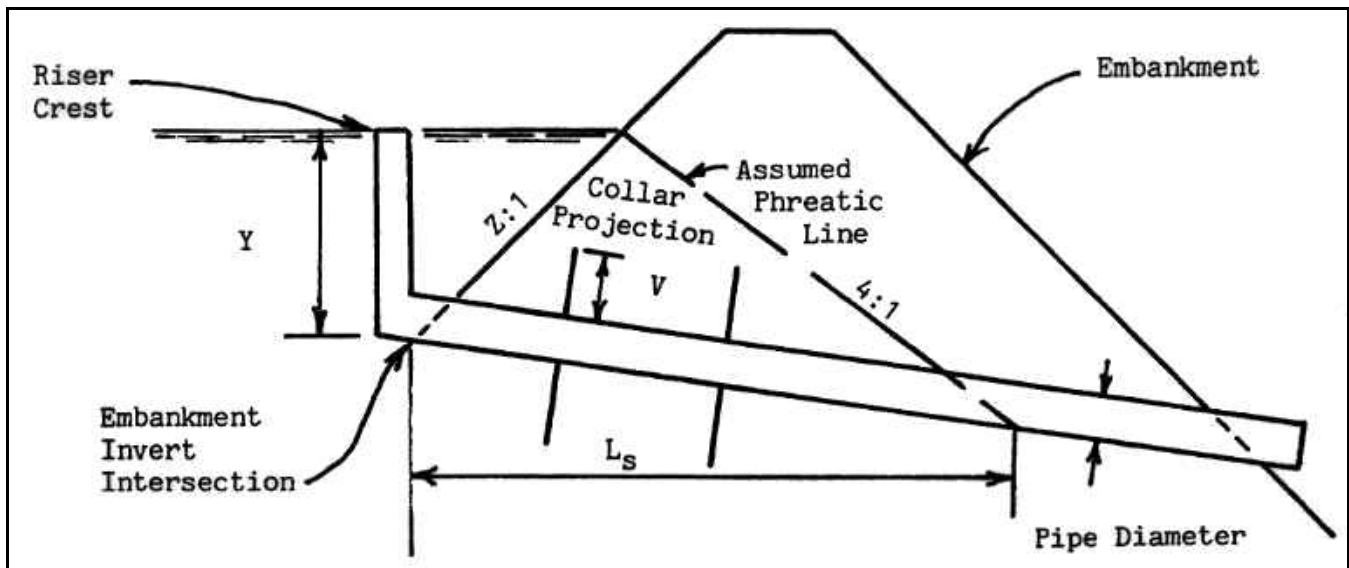 Riser
Crest
Embankment
Assumed
Phreatic
Line
Collar
Projection
Z:1
Y
V
4:1
Embankment
Invert
Intersection
Ls
Pipe Diameter